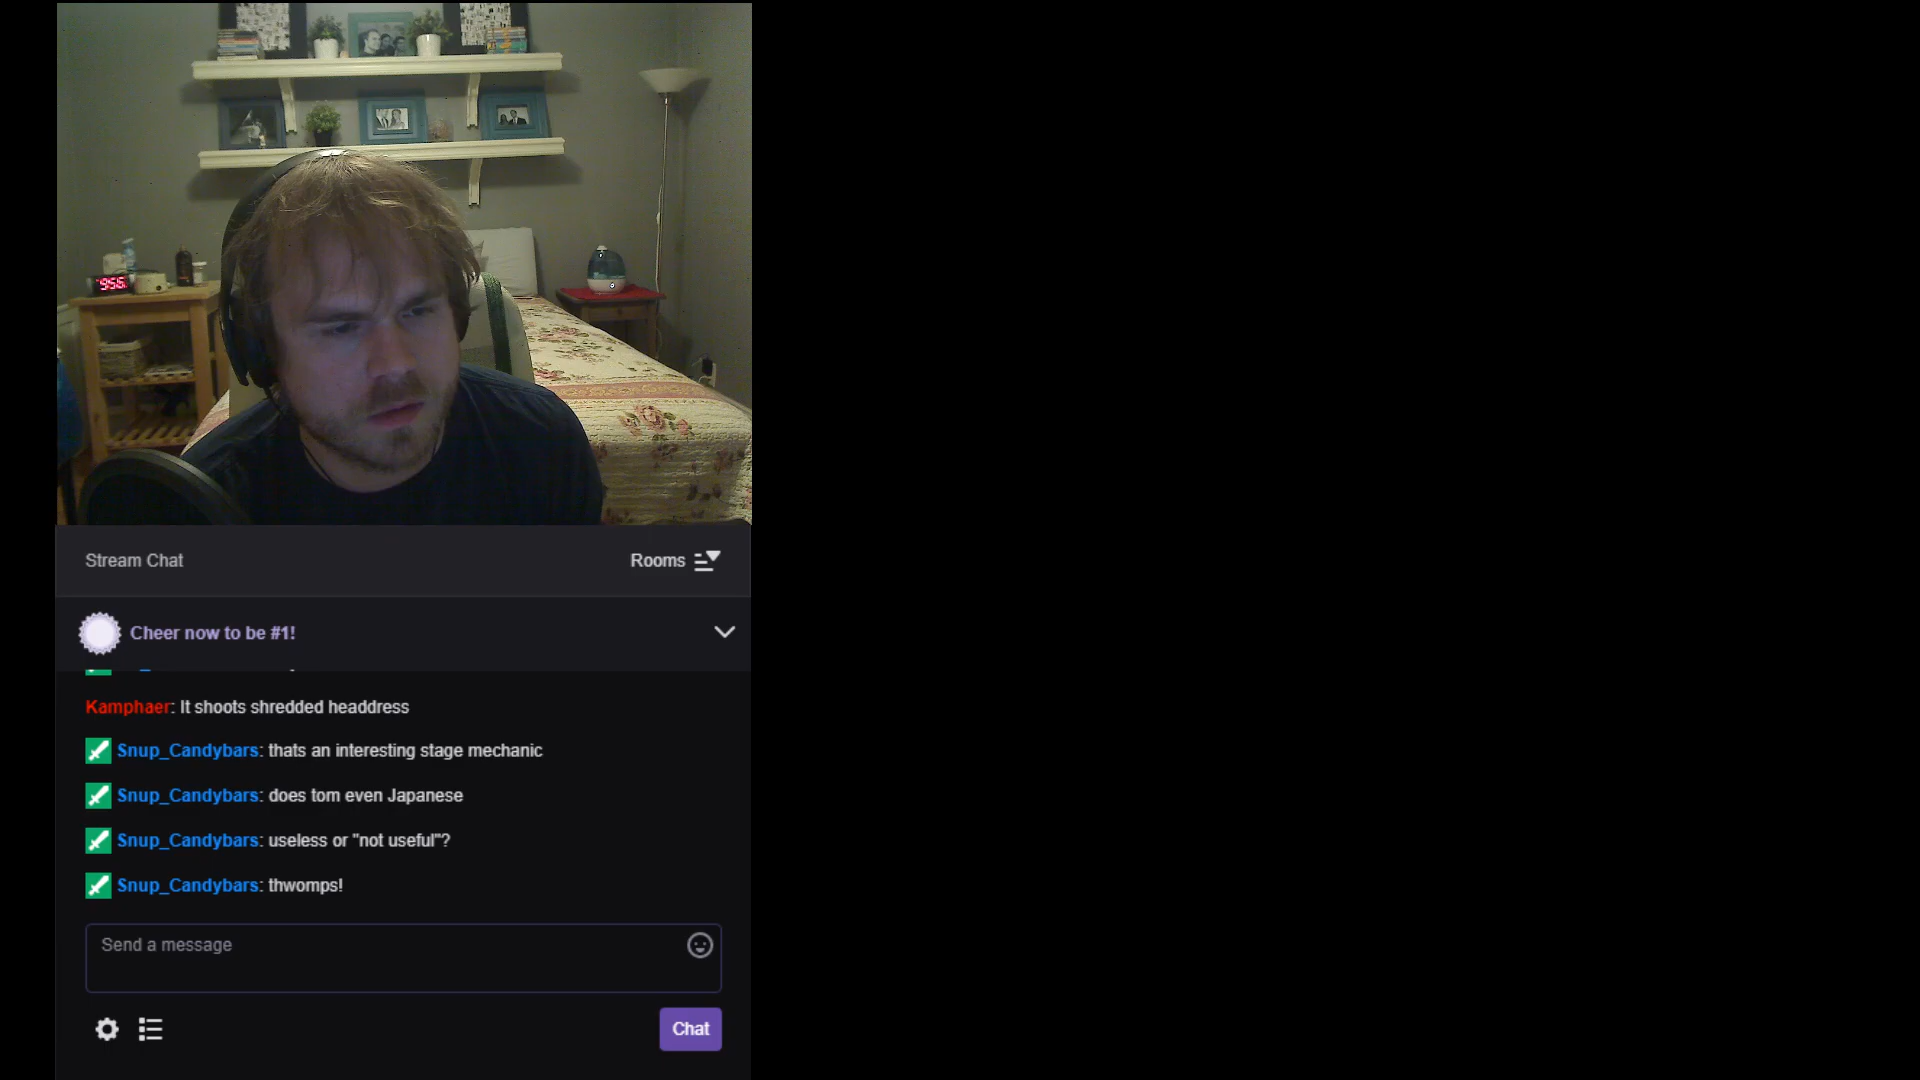 956
Stream Chat
Rooms
Cheer now to be #1!
Kamphaer: It shoots shredded headdress
Snup_Candybars: thats an interesting stage mechanic
Snup_Candybars: does tom even Japanese
Snup_Candybars: useless or "not useful"?
Snup_Candybars: thwomps!
Send a message
Chat